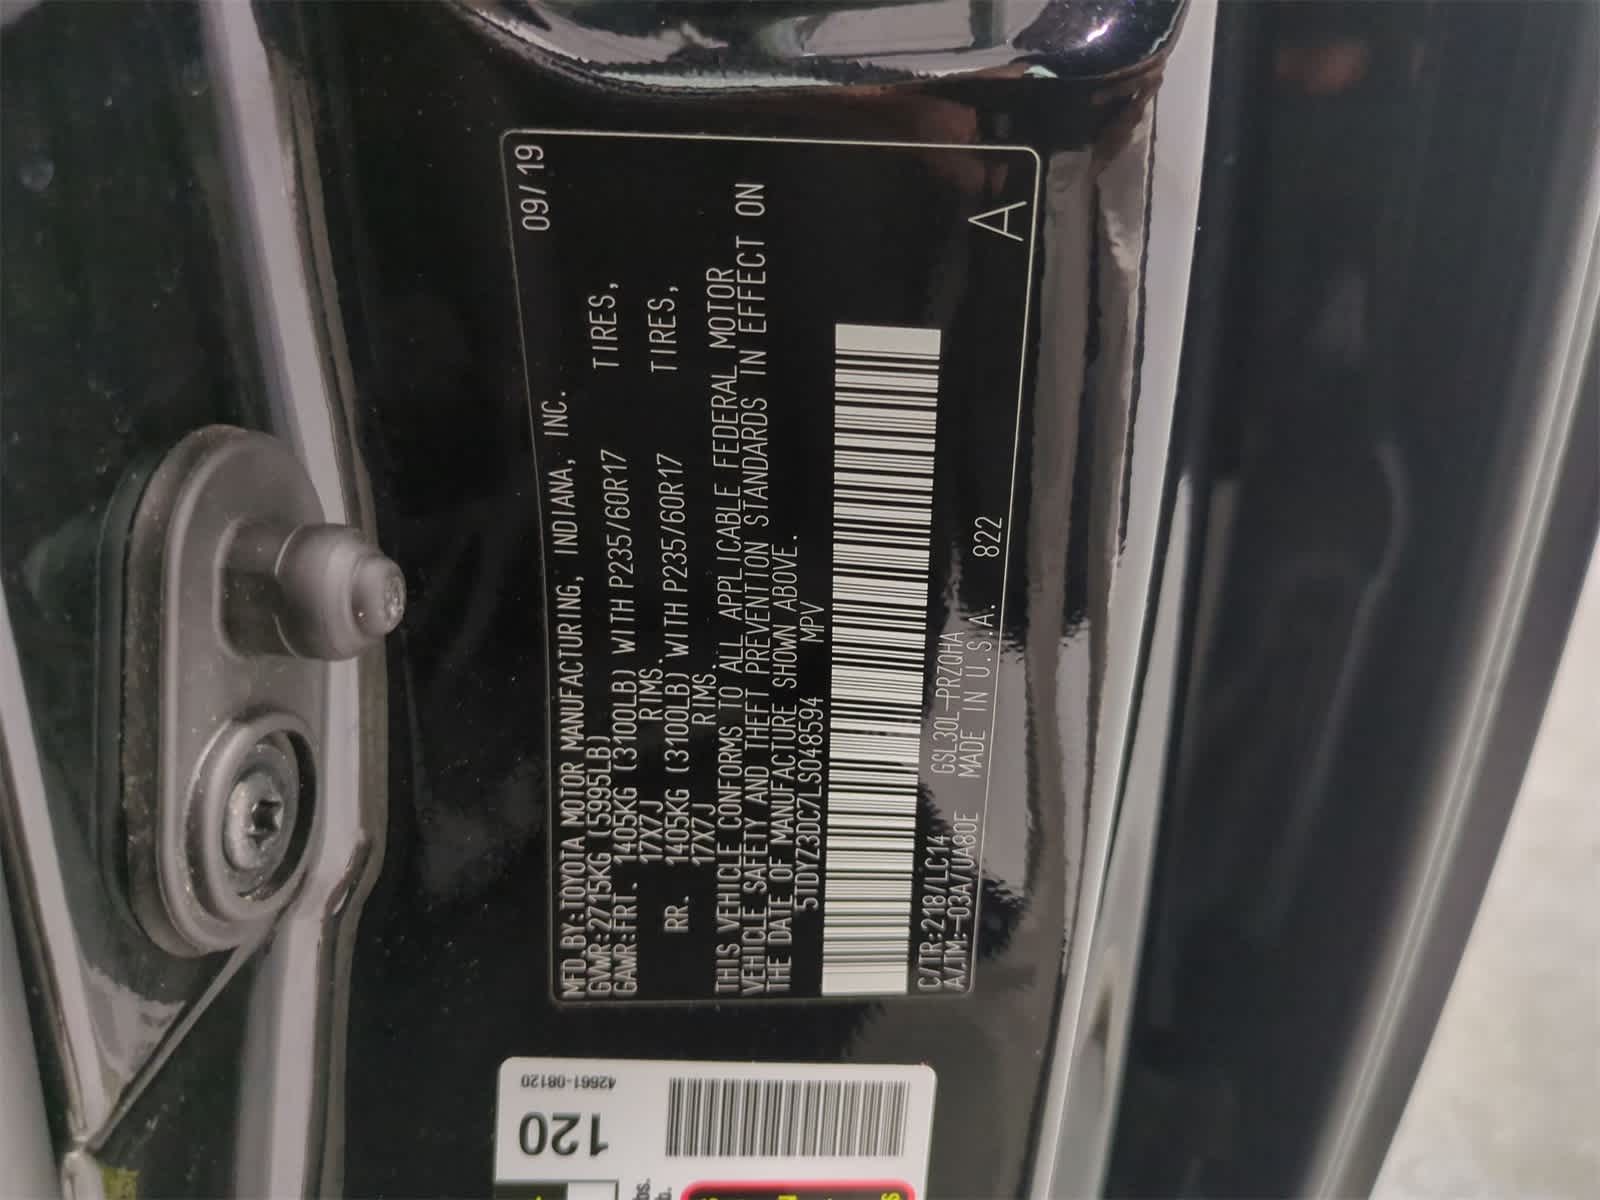 09/19
MFD.BY:TOYOTA MOTOR MANUFACTURING, INDIANA, INC.
GVWR:2715KG (5995LB)
GAWR:FRT. 1405KG (3100LB) WITH P235/60R17 TIRES,
17X7J RIMS.
RR. 1405KG (3100LB) WITH P235/60R17 TIRES,
17X7J RIMS.
THIS VEHICLE CONFORMS TO ALL APPLICABLE FEDERAL MOTOR
VEHICLE SAFETY AND THEFT PREVENTION STANDARDS IN EFFECT ON
THE DATE OF MANUFACTURE SHOWN ABOVE.
5TDYZ3DC7LS048594 MPV
C/TR:218/LC14 GSL30L-PRZQHA
A/TM:-03A/UA80E MADE IN U.S.A. 822
A
42661-08120
120